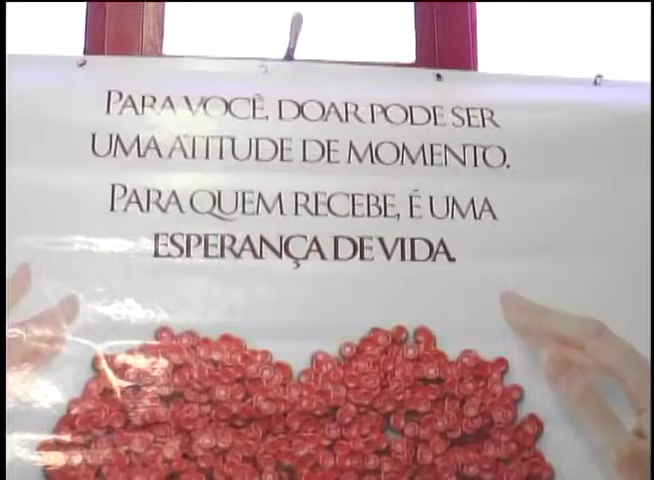 PARA VOCÊ, DOAR PODE SER
UMA ATITUDE DE MOMENTO.
PARA QUEM RECEBE, É UMA
ESPERANÇA DE VIDA.